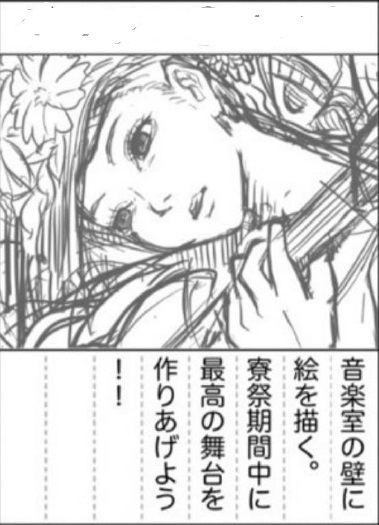 音楽室の壁に
絵を描く。
寮祭期間中に
最高の舞台を
作りあげよう
！！